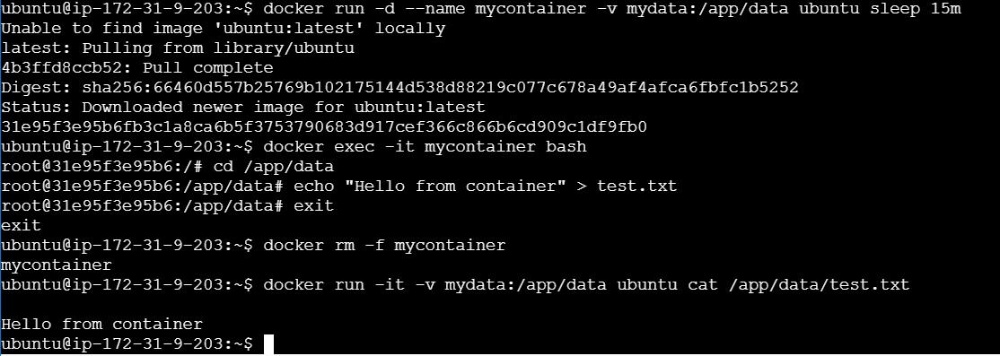 ubuntu@ip-172-31-9-203:~$ docker run -d --name mycontainer -v mydata:/app/data ubuntu sleep 15m
Unable to find image 'ubuntu:latest' locally
latest: Pulling from library/ubuntu
4b3ffd8ccb52: Pull complete
Digest: sha256:66460d557b25769b102175144d538d88219c077c678a49af4afca6fbfc1b5252
Status: Downloaded newer image for ubuntu:latest
31e95f3e95b6fb3c1a8ca6b5f3753790683d917cef366c866b6cd909c1df9fb0
ubuntu@ip-172-31-9-203:~$ docker exec -it mycontainer bash
root@31e95f3e95b6:/# cd /app/data
root@31e95f3e95b6:/app/data# echo "Hello from container" > test.txt
root@31e95f3e95b6:/app/data# exit
exit
ubuntu@ip-172-31-9-203:~$ docker rm -f mycontainer
mycontainer
ubuntu@ip-172-31-9-203:~$ docker run -it -v mydata:/app/data ubuntu cat /app/data/test.txt
Hello from container
ubuntu@ip-172-31-9-203:~$